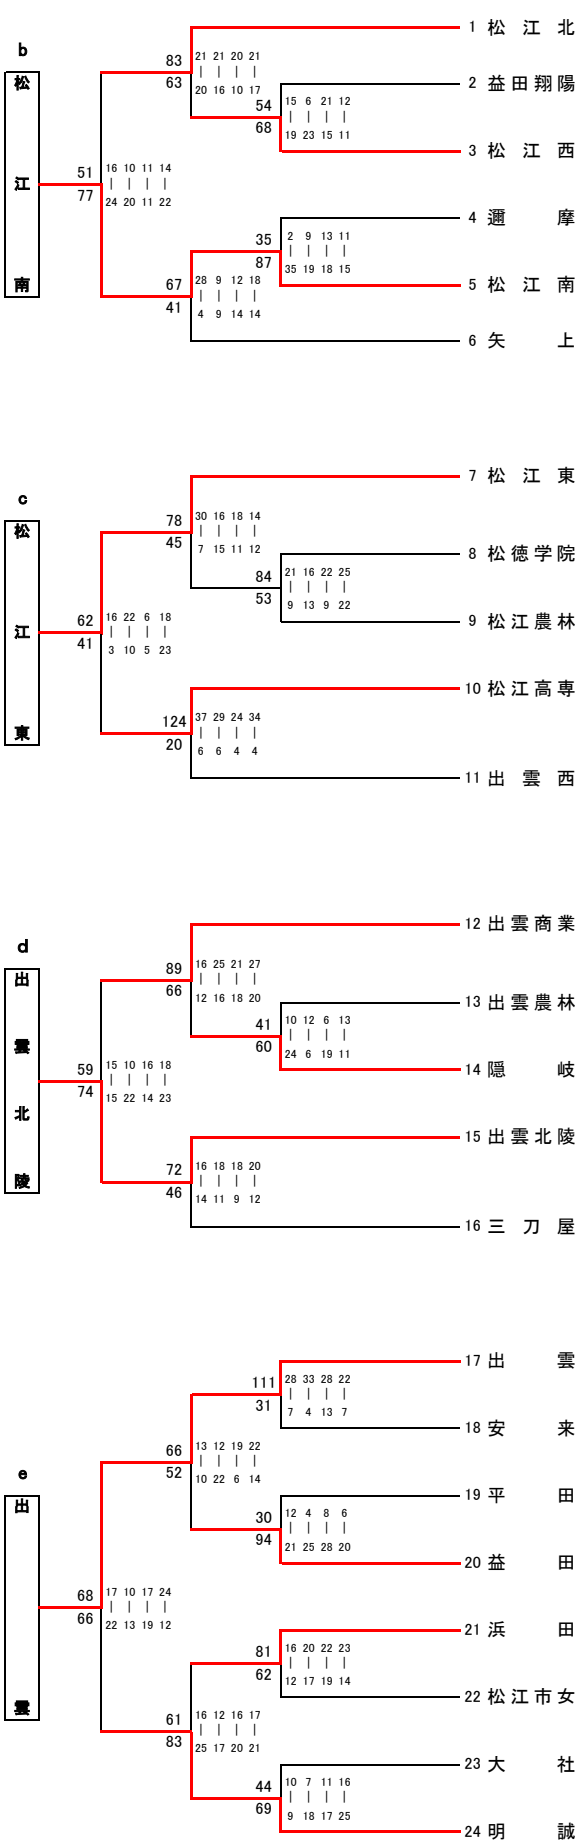 1 松江北
b
83 21 21 20 21
松 63 20 16 10 17
2 益田翔陽
54 15 6 21 12
68 19 23 15 11
3 松江西
51 16 10 11 14
江 77 24 20 11 22
4 邇摩
35 2 9 13 11
87 35 19 18 15
南 67 28 9 12 18
5 松江南
41 4 9 14 14
6 矢上
7 松江東
c
78 30 16 18 14
松 45 7 15 11 12
8 松徳学院
84 21 16 22 25
53 9 13 9 22
9 松江農林
62 16 22 6 18
江 41 3 10 5 23
10 松江高専
124 37 29 24 34
東 20 6 6 4 4
11 出雲西
12 出雲商業
d
89 16 25 21 27
出 66 12 16 18 20
13 出雲農林
41 10 12 6 13
雲 60 24 6 19 11
14 隠岐
59 15 10 16 18
74 15 22 14 23
北
15 出雲北陵
72 16 18 18 20
陵 46 14 11 9 12
16 三刀屋
17 出雲
111 28 33 28 22
31 7 4 13 7
18 安来
66 13 12 19 22
e 52 10 22 6 14
19 平田
出
30 12 4 8 6
94 21 25 28 20
20 益田
68 17 10 17 24
66 22 13 19 12
21 浜田
81 16 20 22 23
62 12 17 19 14
22 松江市女
雲
61 16 12 16 17
83 25 17 20 21
23 大社
44 10 7 11 16
69 9 18 17 25
24 明誠